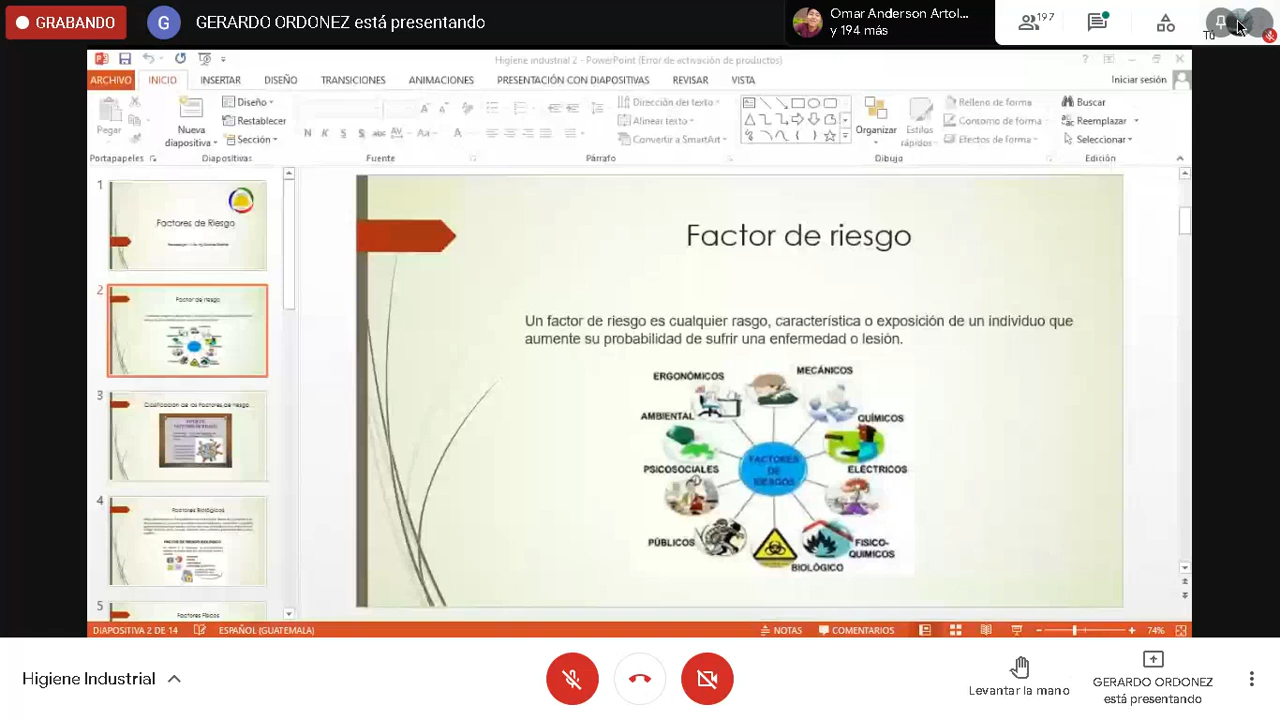 GRABANDO
G
GERARDO ORDONEZ está presentando
Omar Anderson Artol...
y 194 más
197
Tú
Higiene industrial 2 - PowerPoint (Error de activación de productos)
ARCHIVO INICIO INSERTAR DISEÑO TRANSICIONES ANIMACIONES PRESENTACIÓN CON DIAPOSITIVAS REVISAR VISTA
Iniciar sesión
Pegar
Nueva diapositiva
Diseño
Restablecer
Sección
Dirección del texto
Alinear texto
Convertir a SmartArt
Organizar
Estilos rápidos
Relleno de forma
Contorno de forma
Efectos de forma
Buscar
Reemplazar
Seleccionar
Portapapeles Diapositivas Fuente Párrafo Dibujo Edición
1
Factores de Riesgo
2
Factor de riesgo
3
Clasificación de los Factores de riesgo
4
Factores Biológicos
5
Factores Físicos
Factor de riesgo
Un factor de riesgo es cualquier rasgo, característica o exposición de un individuo que
aumente su probabilidad de sufrir una enfermedad o lesión.
ERGONÓMICOS
MECÁNICOS
AMBIENTAL
QUÍMICOS
PSICOSOCIALES
FACTORES
DE
RIESGOS
ELÉCTRICOS
PÚBLICOS
FISICO-
QUIMICOS
BIOLÓGICO
DIAPOSITIVA 2 DE 14 ESPAÑOL (GUATEMALA) NOTAS COMENTARIOS 74%
Higiene Industrial
Levantar la mano
GERARDO ORDONEZ
está presentando